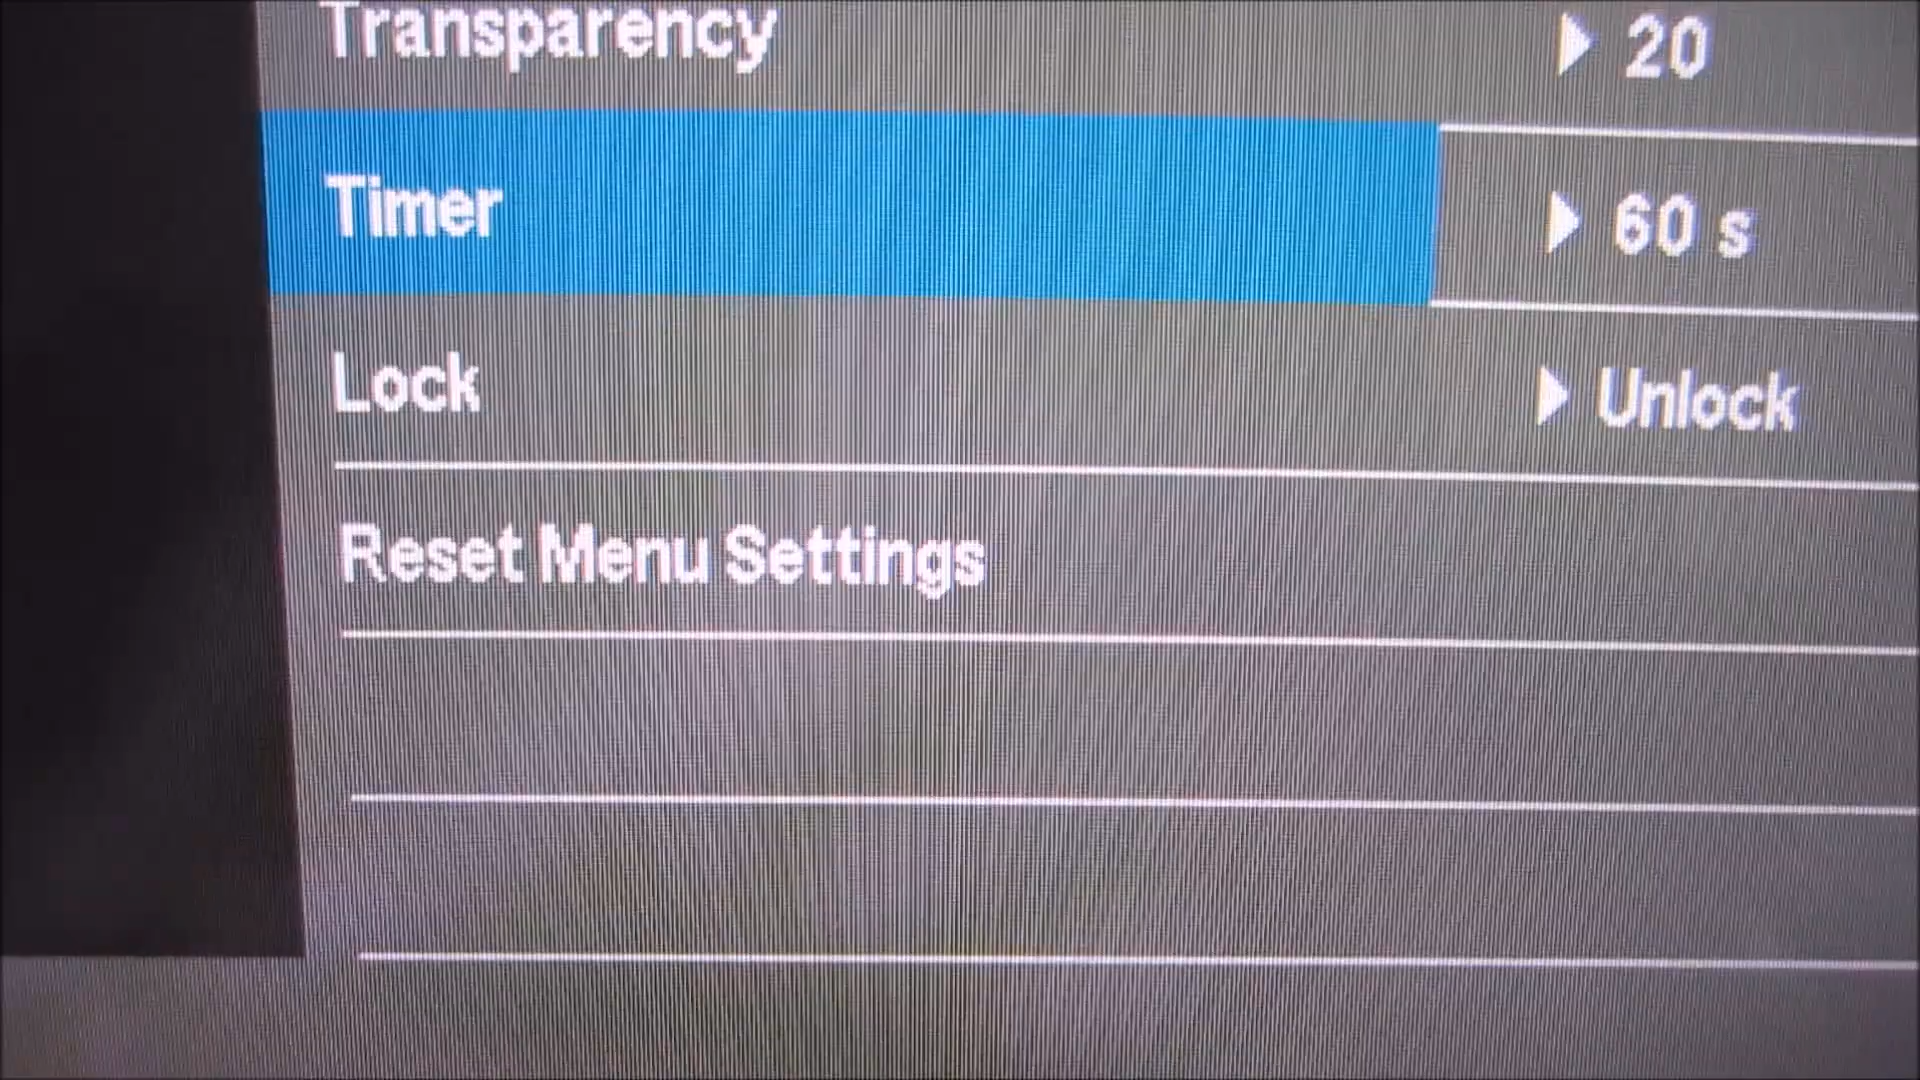 Transparency ▶ 20
Timer ▶ 60 s
Lock ▶ Unlock
Reset Menu Settings